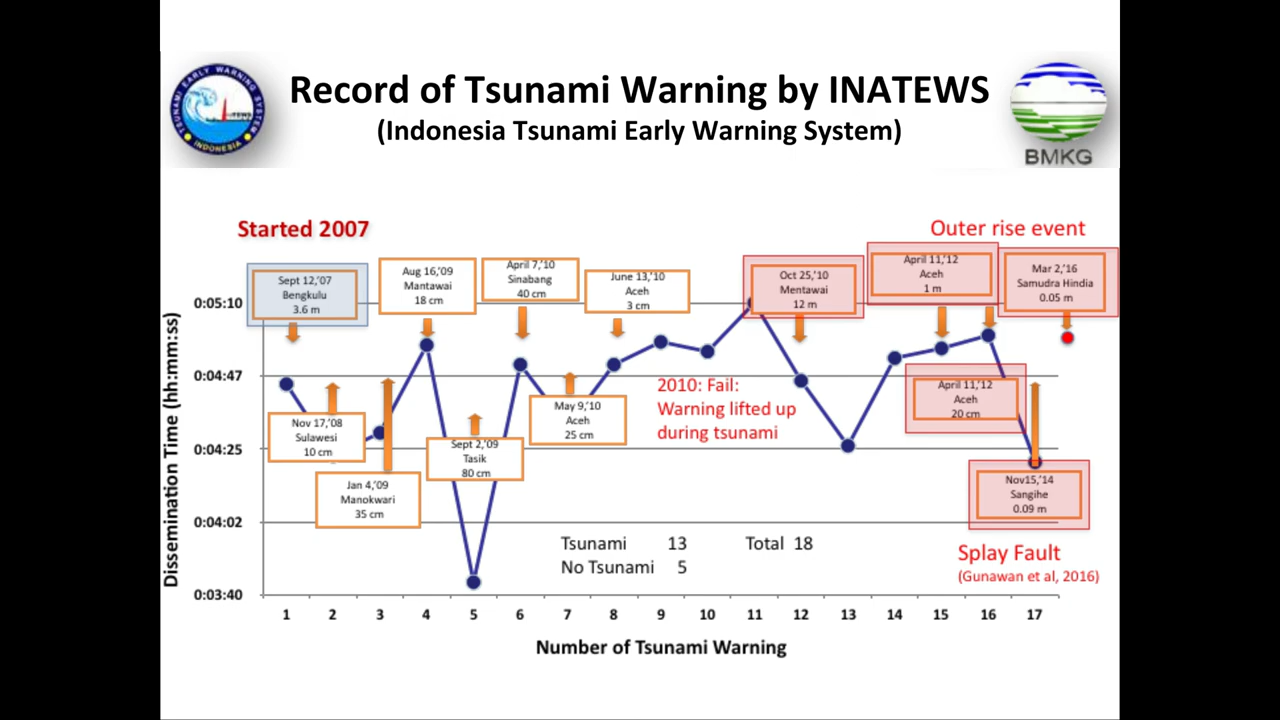 Record of Tsunami Warning by INATEWS
(Indonesia Tsunami Early Warning System)
TSUNAMI EARLY WARNING SYSTEM
InaTEWS
INDONESIA
BMKG
Started 2007
Outer rise event
Sept 12,'07
Bengkulu
3.6 m
Aug 16,'09
Mantawai
18 cm
April 7,'10
Sinabang
40 cm
June 13,'10
Aceh
3 cm
Oct 25,'10
Mentawai
12 m
April 11,'12
Aceh
1 m
Mar 2,'16
Samudra Hindia
0.05 m
Nov 17,'08
Sulawesi
10 cm
Jan 4,'09
Manokwari
35 cm
Sept 2,'09
Tasik
80 cm
May 9,'10
Aceh
25 cm
2010: Fail:
Warning lifted up
during tsunami
April 11,'12
Aceh
20 cm
Nov15,'14
Sangihe
0.09 m
Splay Fault
(Gunawan et al, 2016)
Tsunami 13 Total 18
No Tsunami 5
Dissemination Time (hh:mm:ss)
0:05:10
0:04:47
0:04:25
0:04:02
0:03:40
1 2 3 4 5 6 7 8 9 10 11 12 13 14 15 16 17
Number of Tsunami Warning